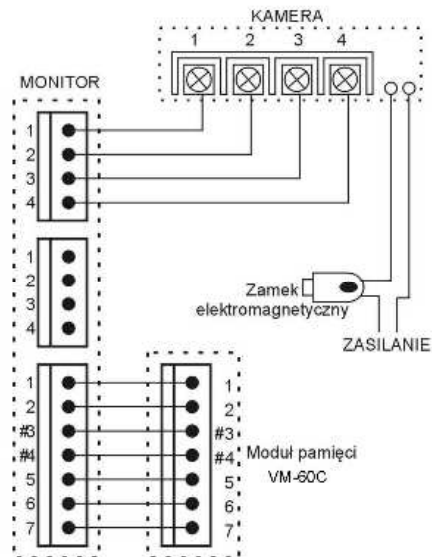 KAMERA
1 2 3 4
MONITOR
1
2
3
4
1
2
3
4
Zamek
elektromagnetyczny
ZASILANIE
1 1
2 2
#3 #3
#4 #4
5 5
6 6
7 7
Moduł pamięci
VM-60C